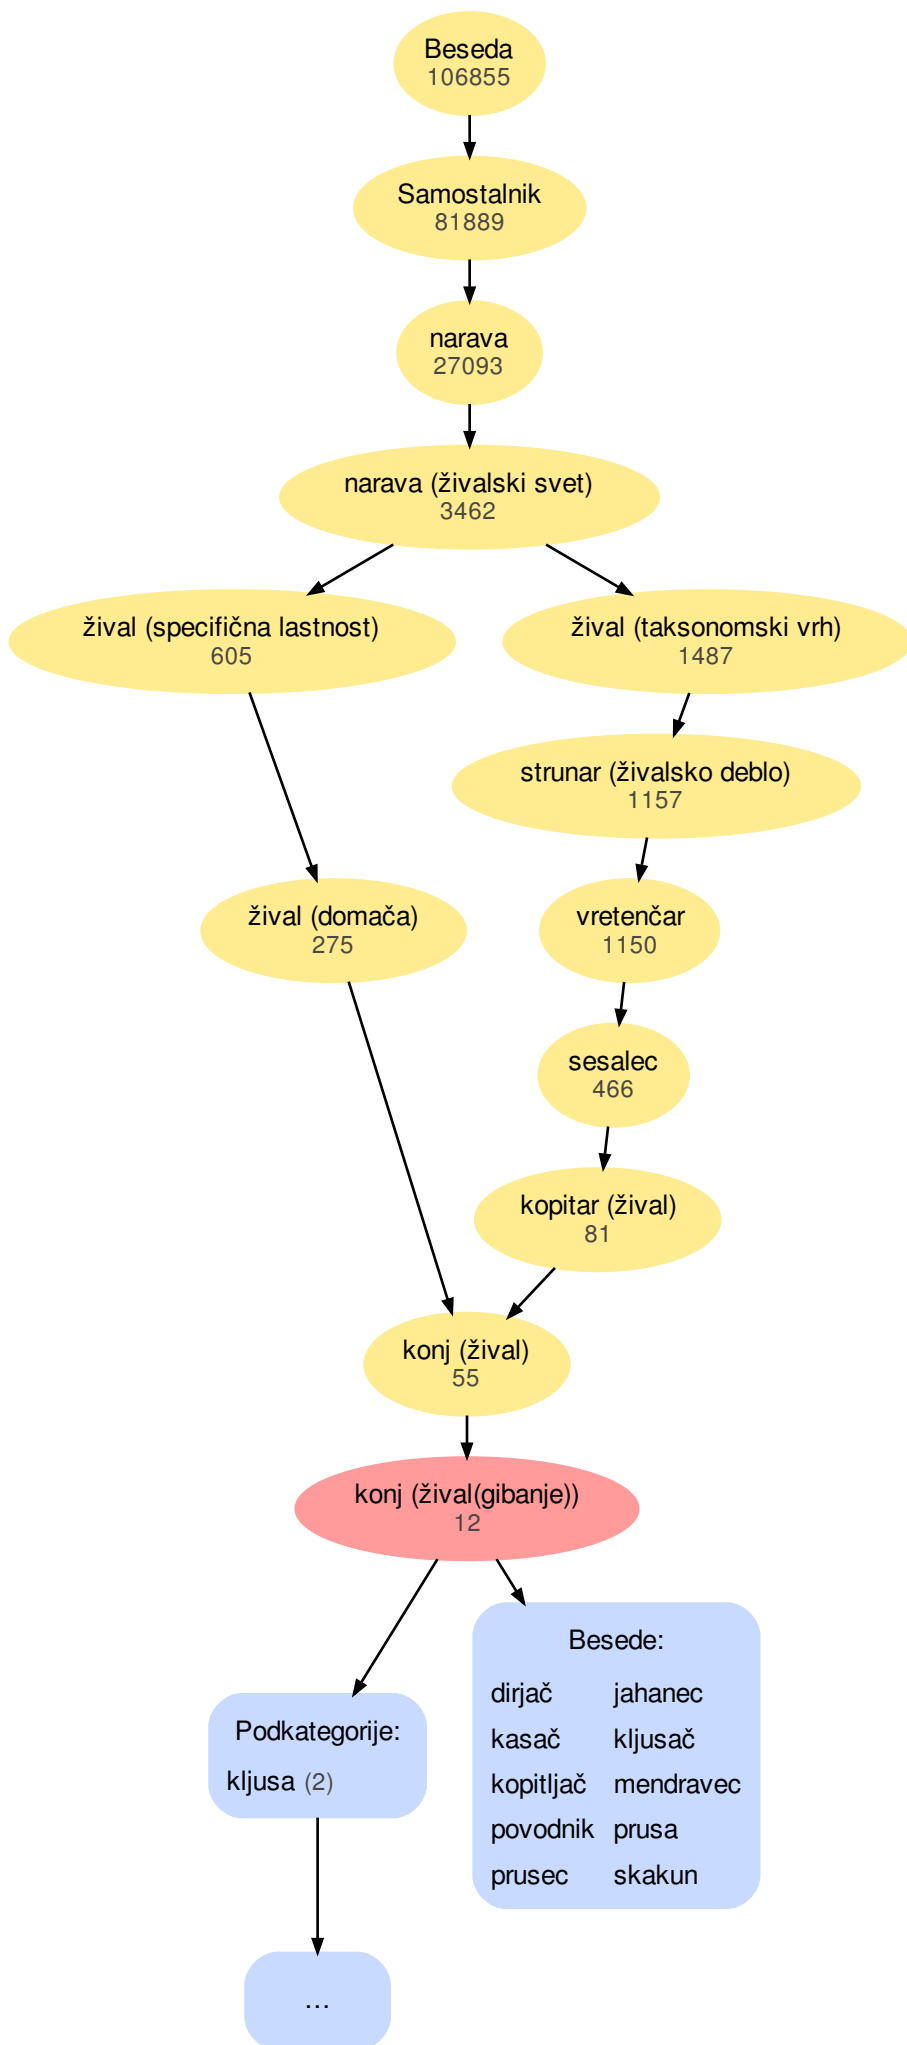 Beseda
106855
Samostalnik
81889
narava
27093
narava (živalski svet)
3462
žival (specifična lastnost)
605
žival (taksonomski vrh)
1487
strunar (živalsko deblo)
1157
žival (domača)
275
vretenčar
1150
sesalec
466
kopitar (žival)
81
konj (žival)
55
konj (žival(gibanje))
12
Besede:
dirjač jahanec
kasač kljusač
kopitljač mendravec
povodnik prusa
prusec skakun
Podkategorije:
kljusa (2)
...